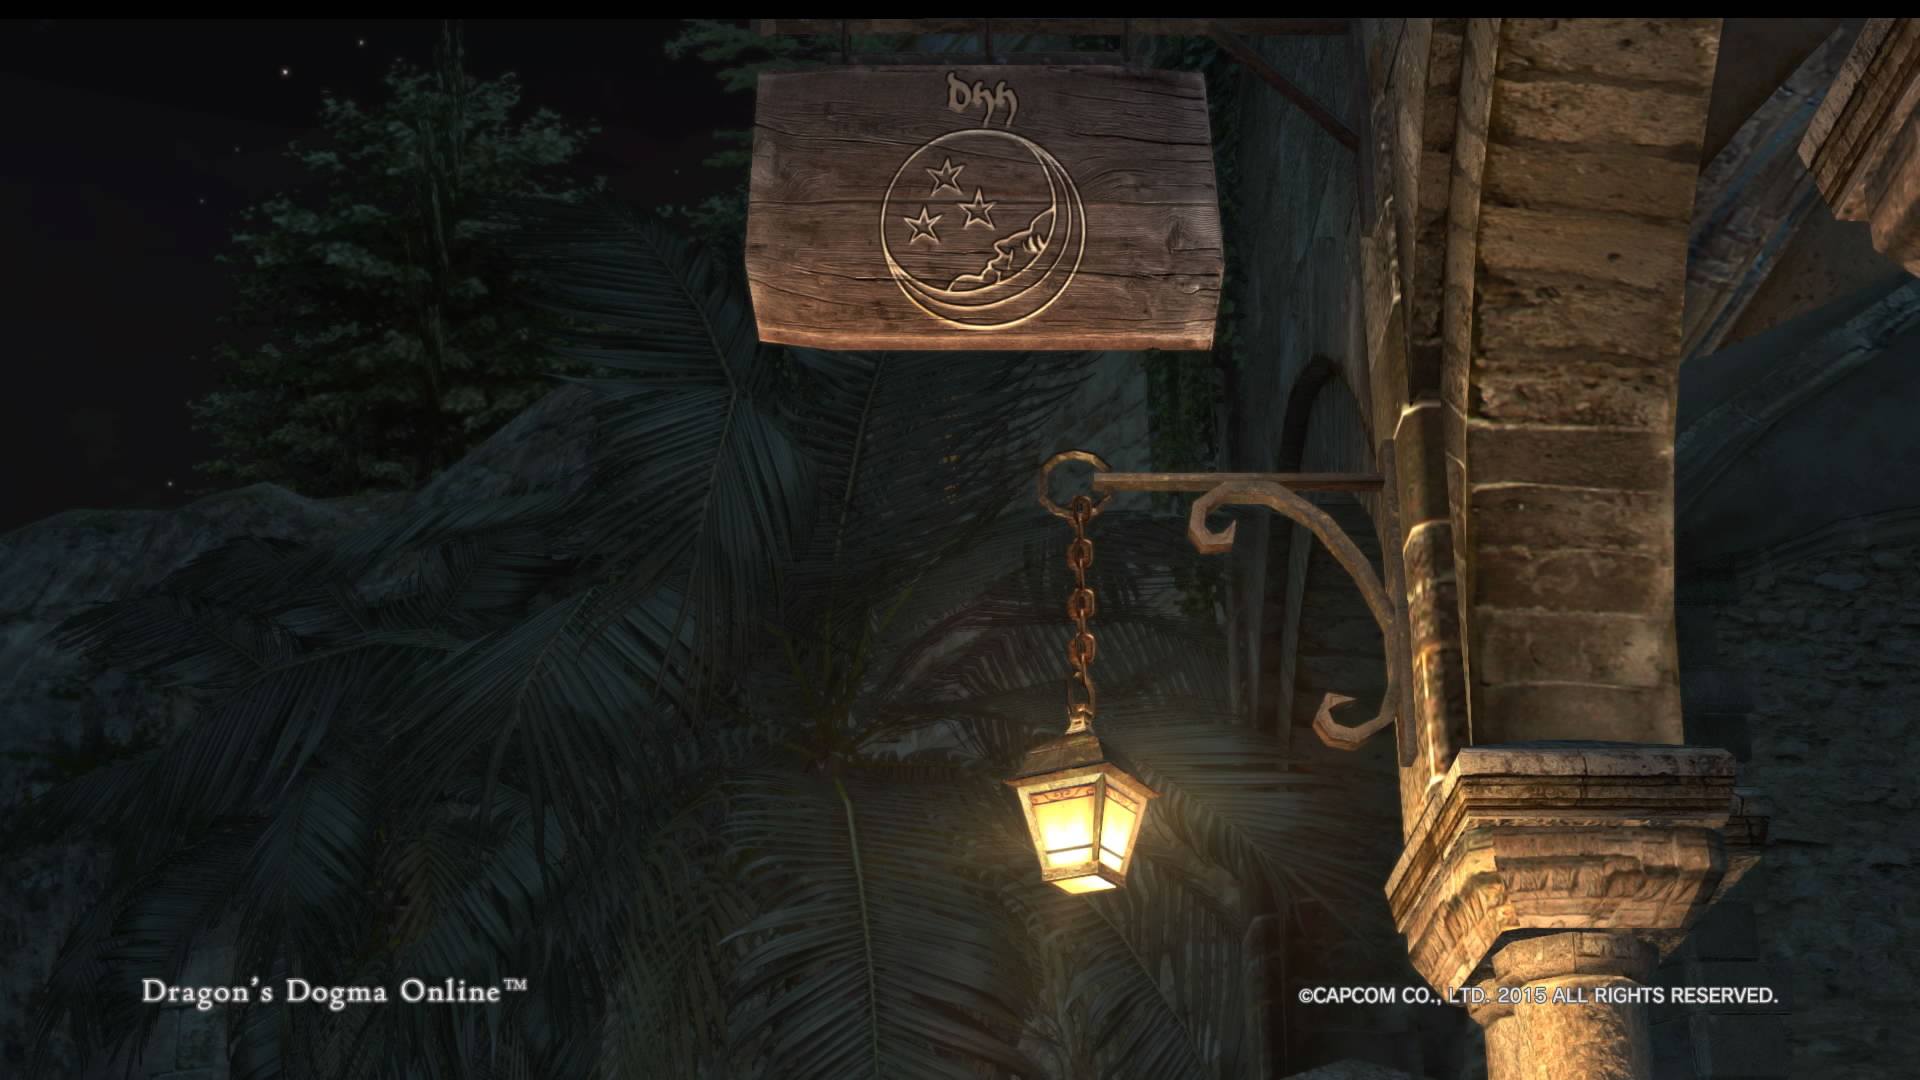 Dragon's Dogma Online™
©CAPCOM CO., LTD. 2015 ALL RIGHTS RESERVED.